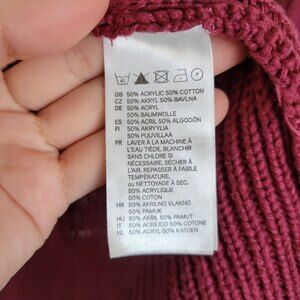 GB 50% ACRYLIC 50% COTTON
CZ 50% AKRYL 50% BAVLNA
DE 50% ACRYL
50% BAUMWOLLE
ES 50% ACRIL 50% ALGODÓN
FI 50% AKRYYLIA
50% PUUVILLAA
FR LAVER À LA MACHINE À
L'EAU TIÈDE, BLANCHIR
SANS CHLORE SI
NÉCESSAIRE, SÉCHER
À L'AIR, REPASSER À FAIBLE
TEMPÉRATURE,
ou NETTOYAGE À SEC,
50% ACRYLIQUE
50% COTON
HR 50% AKRILNO VLAKNO
50% PAMUK
HU 50% AKRIL 50% PAMUT
IT 50% ACRILICO 50% COTONE
NL 50% ACRYL 50% KATOEN